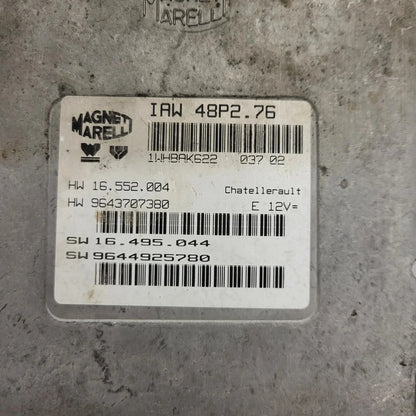 MAGNETI
MARELLI
MAGNETI
MARELLI
IAW 48P2.76
1WHBAK622 037 02
HW 16.552.004
Chatellerault
HW 9643707380
E 12V=
SW 16.495.044
SW 9644925780